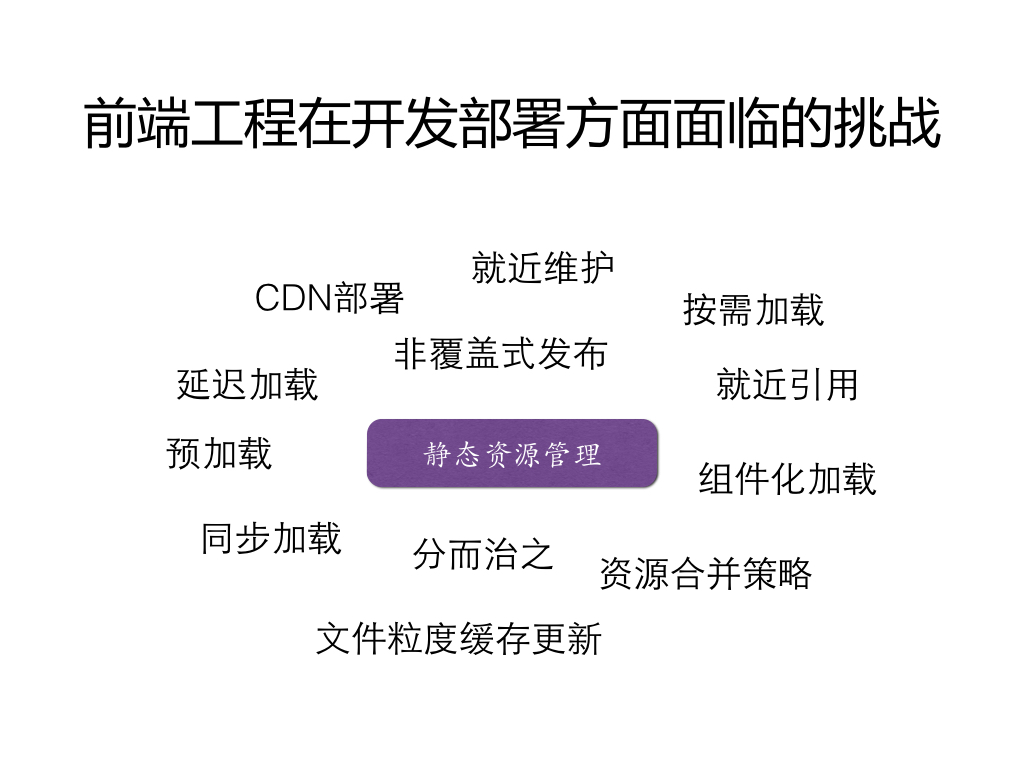 前端工程在开发部署方面面临的挑战
就近维护
CDN部署
按需加载
非覆盖式发布
延迟加载
就近引用
预加载
静态资源管理
组件化加载
同步加载
分而治之
资源合并策略
文件粒度缓存更新